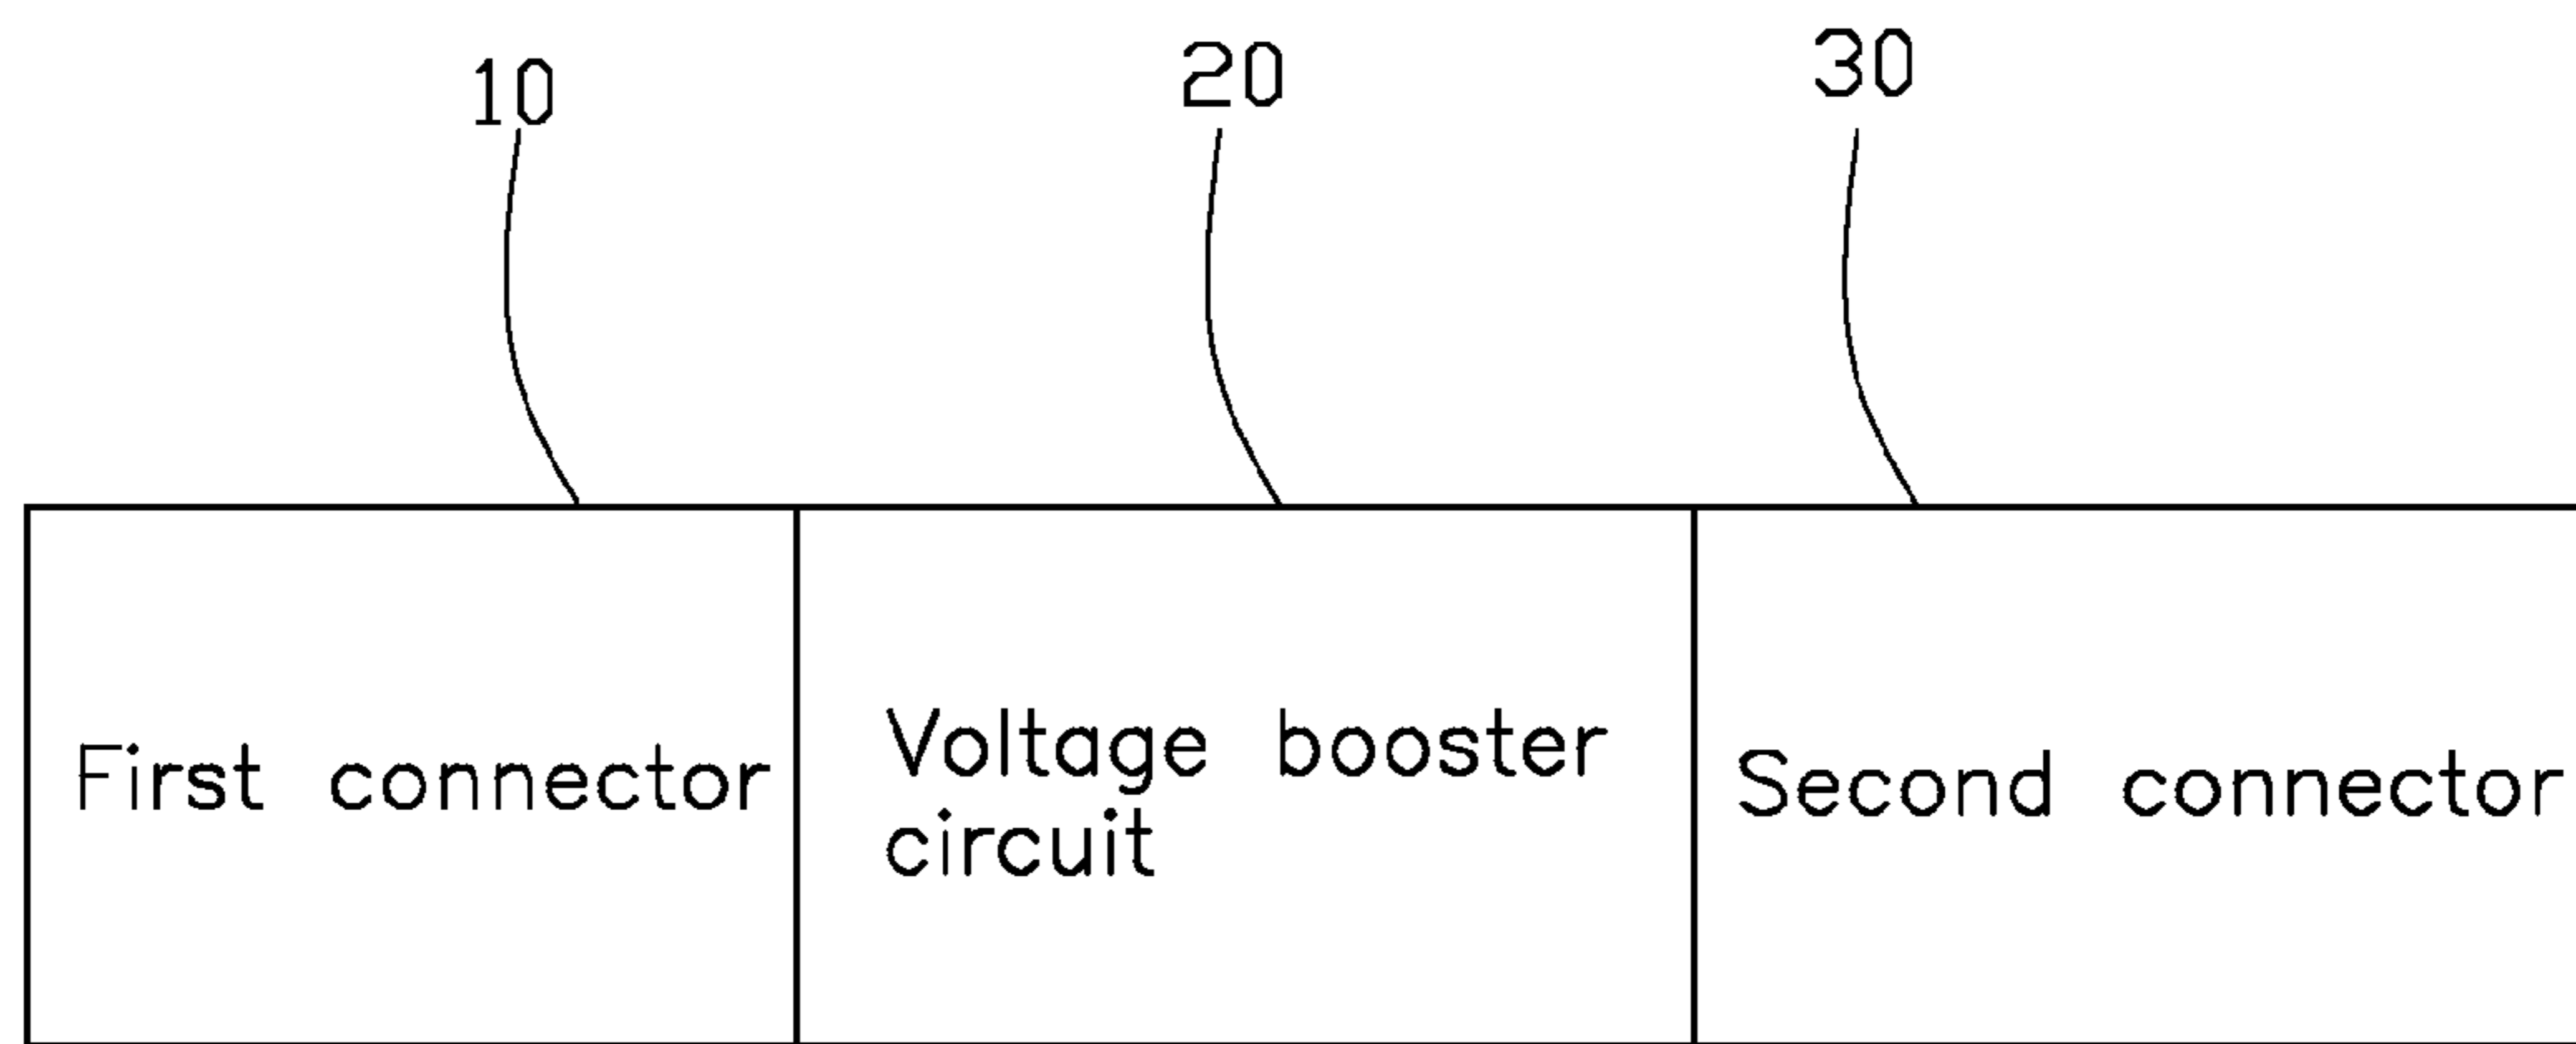 10
20
30
First connector
Voltage booster
circuit
Second connector